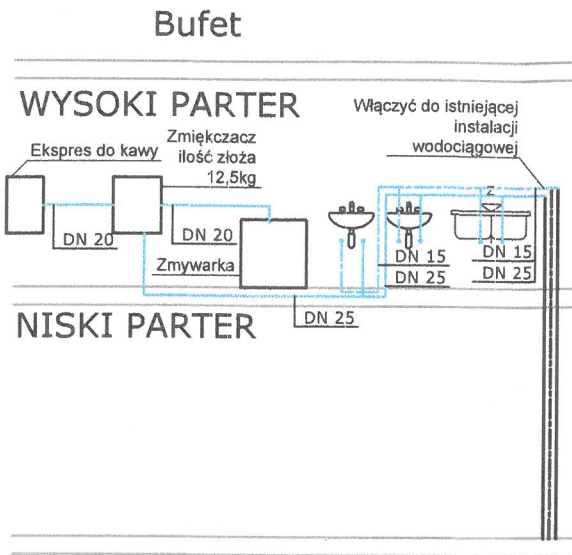 Bufet
WYSOKI PARTER
Włączyć do istniejącej
instalacji
wodociągowej
Ekspres do kawy
Zmiękczacz
ilość złoża
12,5kg
Z
DN 20
DN 20
Zmywarka
DN 15
DN 25
DN 15
DN 25
DN 25
NISKI PARTER